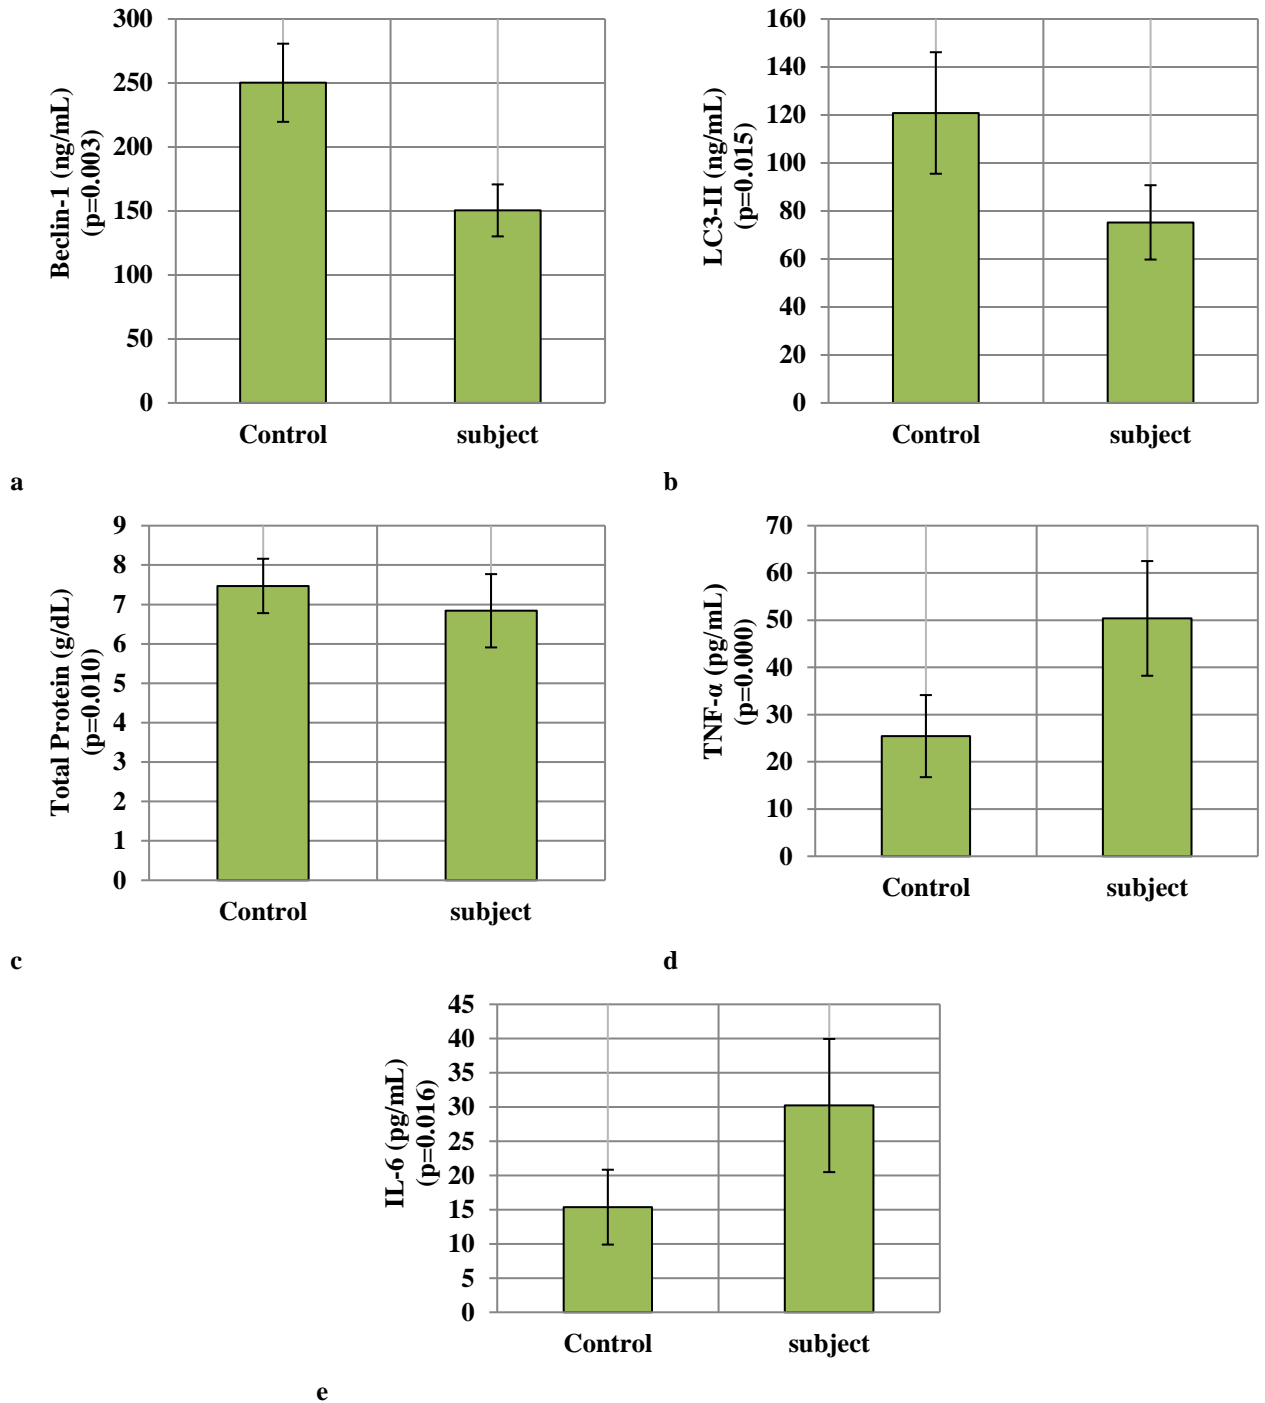 Beclin-1 (ng/mL)
(p=0.003)
300
250
200
150
100
50
0
Control subject
a
LC3-II (ng/mL)
(p=0.015)
160
140
120
100
80
60
40
20
0
Control subject
b
Total Protein (g/dL)
(p=0.010)
9
8
7
6
5
4
3
2
1
0
Control subject
c
TNF-α (pg/mL)
(p=0.000)
70
60
50
40
30
20
10
0
Control subject
d
IL-6 (pg/mL)
(p=0.016)
45
40
35
30
25
20
15
10
5
0
Control subject
e